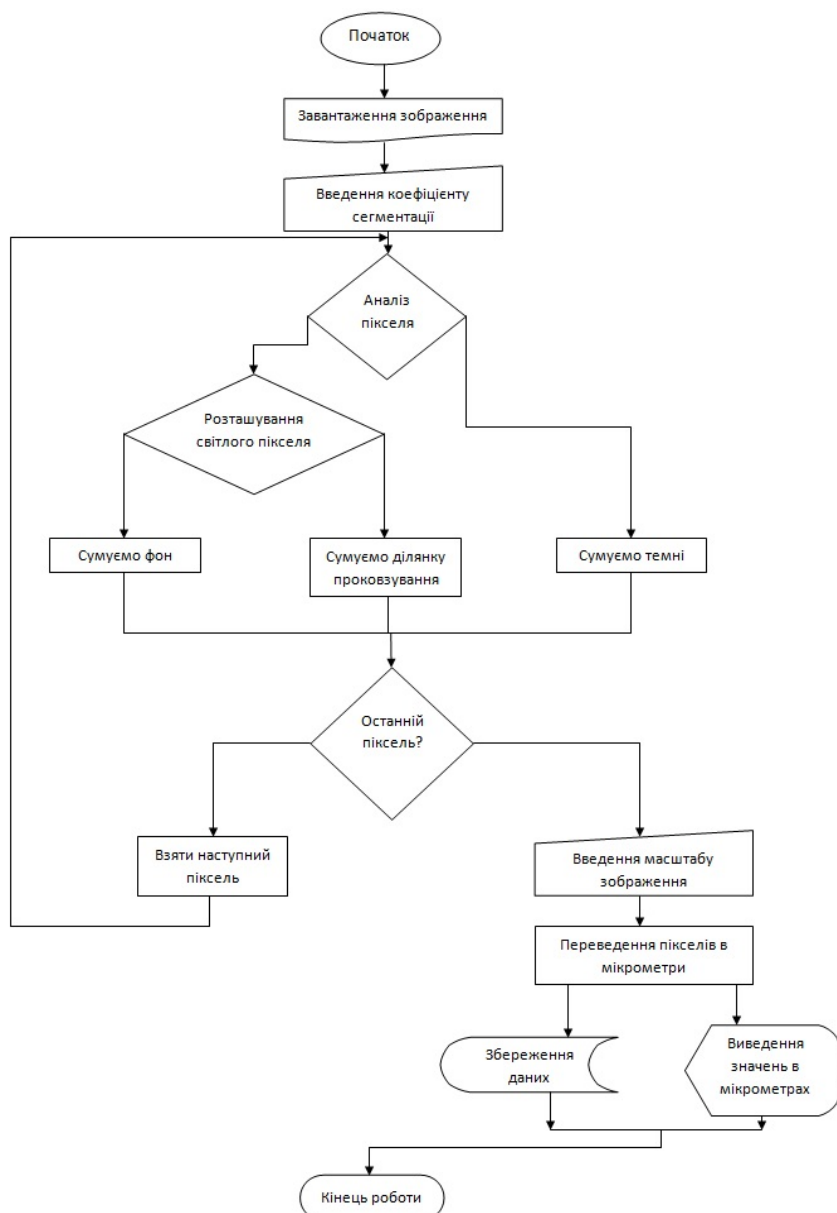 Початок
Завантаження зображення
Введення коефіцієнту
сегментації
Аналіз
пікселя
Розташування
світлого пікселя
Сумуємо фон
Сумуємо ділянку
проковзування
Сумуємо темні
Останній
піксель?
Взяти наступний
піксель
Введення масштабу
зображення
Переведення пікселів в
мікрометри
Збереження
даних
Виведення
значень в
мікрометрах
Кінець роботи